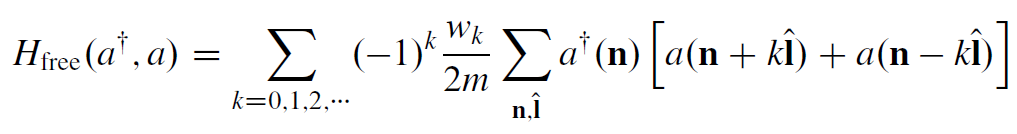 H_free(a†, a) = ∑_{k=0,1,2,⋯} (−1)^k w_k/2m ∑_{n,l̂} a†(n) [a(n + kl̂) + a(n − kl̂)]